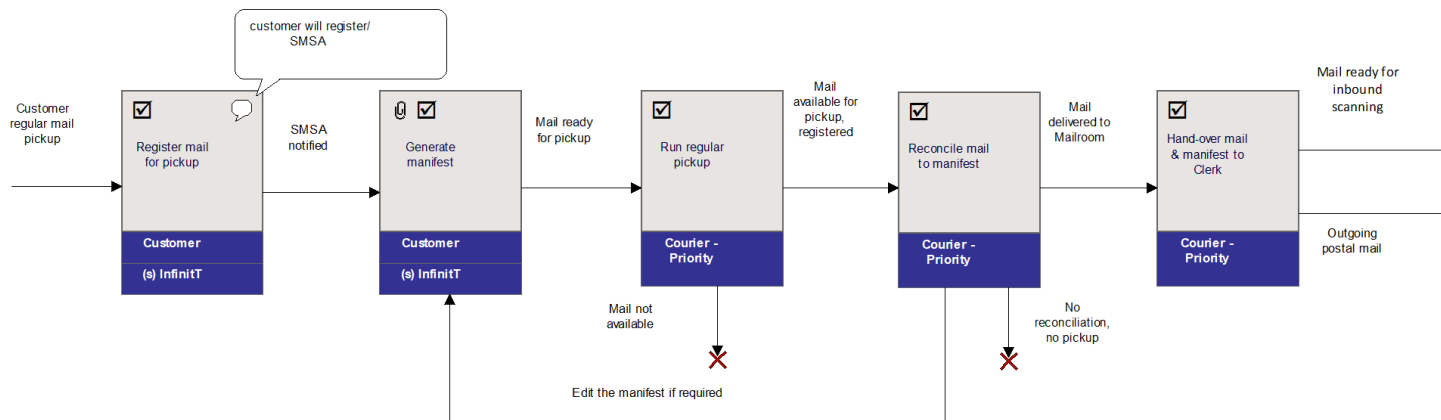 customer will register/
SMSA
Customer
regular mail
pickup
Register mail
for pickup
Customer
(s) InfinitT
SMSA
notified
Generate
manifest
Customer
(s) InfinitT
Mail ready
for pickup
Run regular
pickup
Courier -
Priority
Mail
available for
pickup,
registered
Reconcile mail
to manifest
Courier -
Priority
Mail
delivered to
Mailroom
Hand-over mail
& manifest to
Clerk
Courier -
Priority
Mail ready for
inbound
scanning
Outgoing
postal mail
Mail not
available
No
reconciliation,
no pickup
Edit the manifest if required